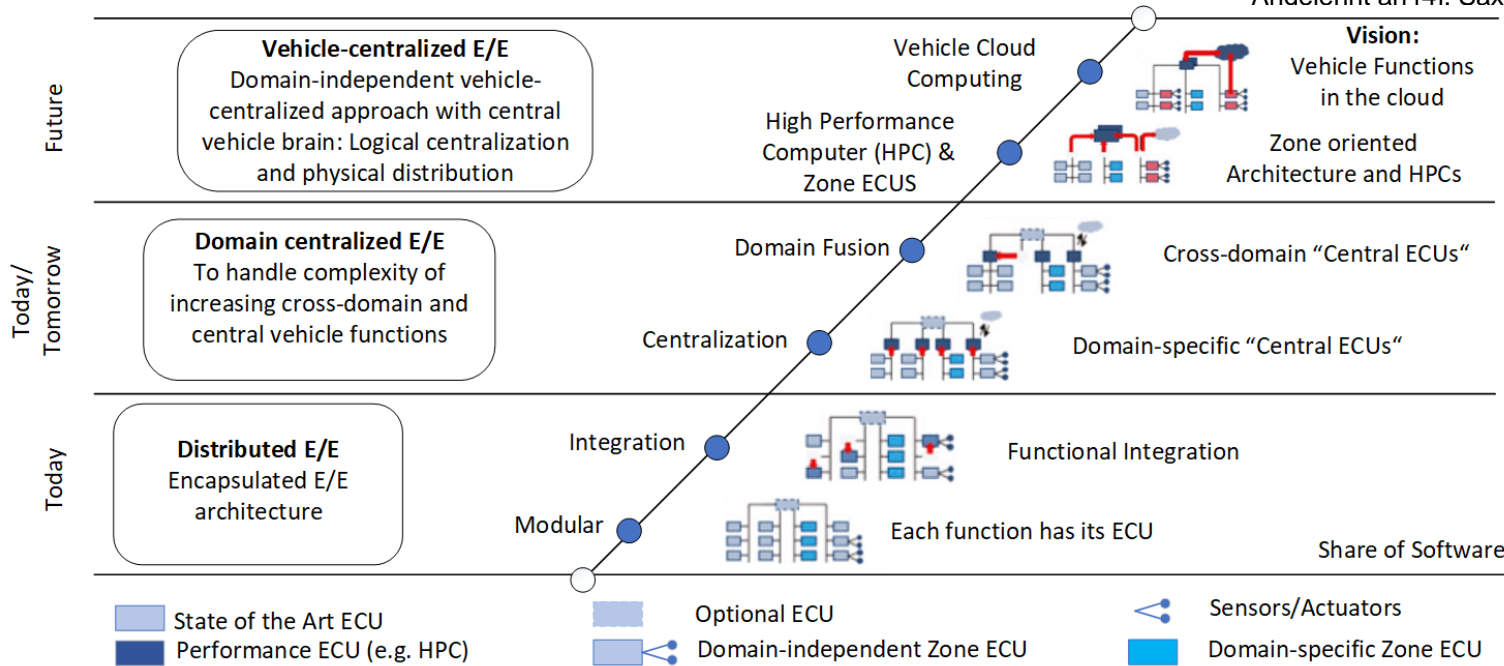 Vehicle-centralized E/E
Domain-independent vehicle-
centralized approach with central
vehicle brain: Logical centralization
and physical distribution
Future
Vehicle Cloud
Computing
High Performance
Computer (HPC) &
Zone ECUS
Vision:
Vehicle Functions
in the cloud
Zone oriented
Architecture and HPCs
Today/
Tomorrow
Domain centralized E/E
To handle complexity of
increasing cross-domain and
central vehicle functions
Domain Fusion
Cross-domain “Central ECUs“
Centralization
Domain-specific “Central ECUs“
Today
Distributed E/E
Encapsulated E/E
architecture
Integration
Functional Integration
Modular
Each function has its ECU
Share of Software
State of the Art ECU
Optional ECU
Sensors/Actuators
Performance ECU (e.g. HPC)
Domain-independent Zone ECU
Domain-specific Zone ECU